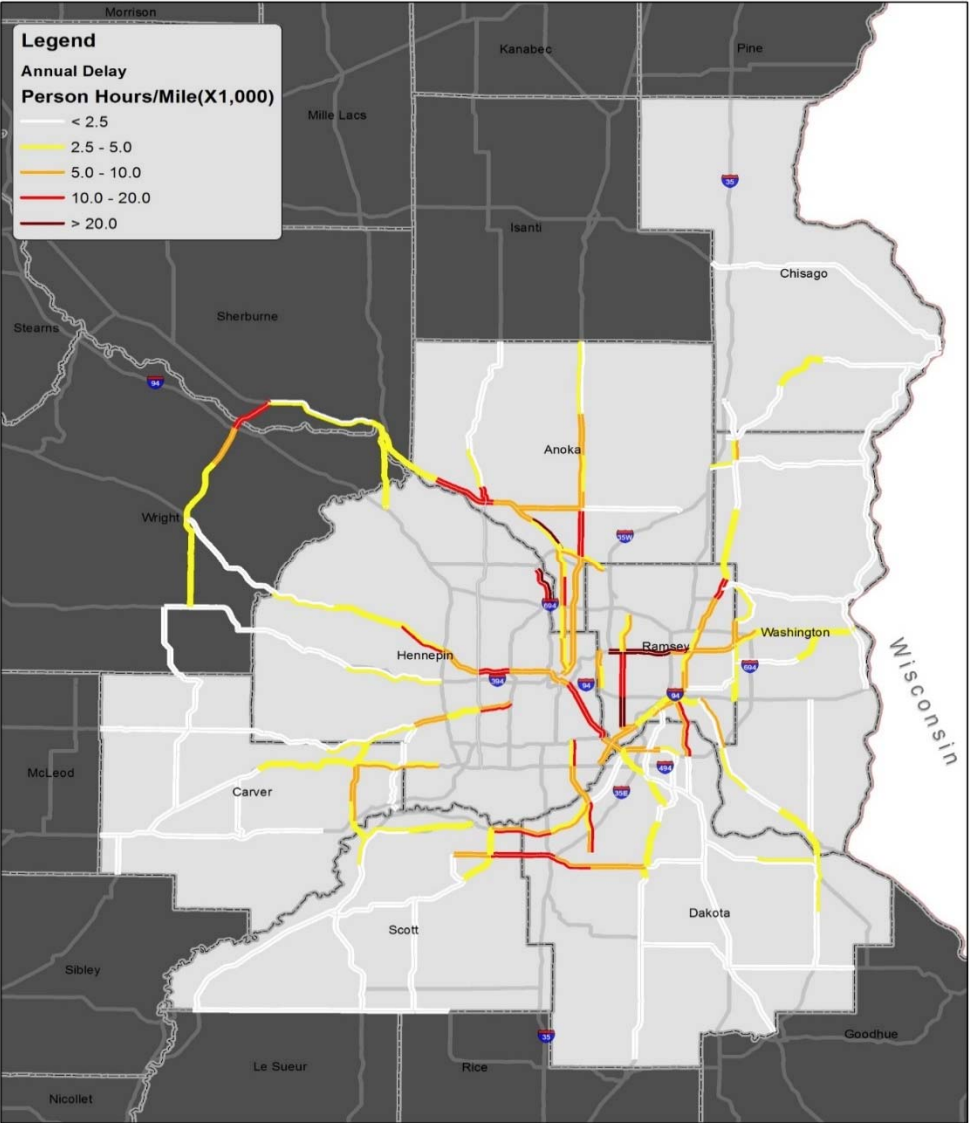 Morrison
Legend
Annual Delay
Person Hours/Mile(X1,000)
< 2.5
2.5 - 5.0
5.0 - 10.0
10.0 - 20.0
> 20.0
Kanabec
Pine
Mille Lacs
35
Isanti
Chisago
Stearns
Sherburne
94
Anoka
Wright
35W
694
Washington
Ramsey
Hennepin
694
394
94
94
Wisconsin
McLeod
494
Carver
35E
Dakota
Scott
Sibley
35
Goodhue
Le Sueur
Rice
Nicollet